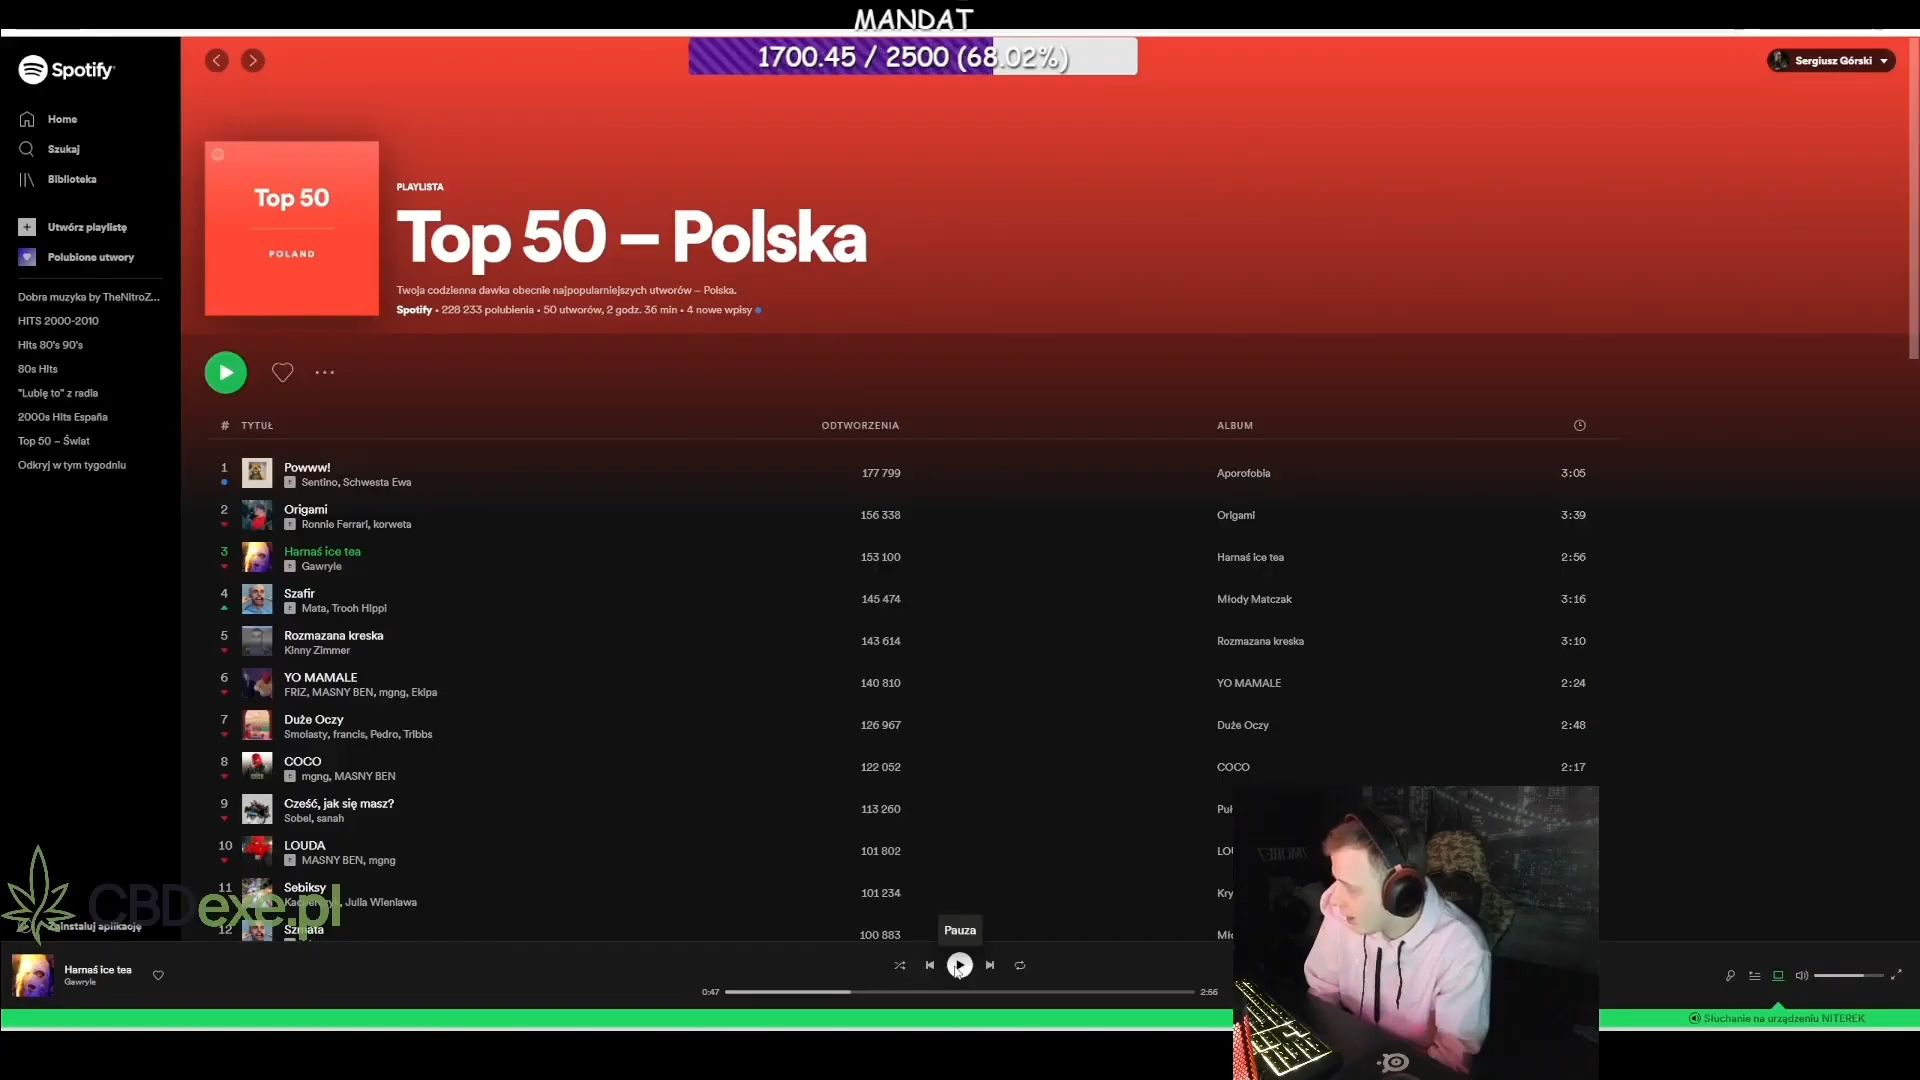 MANDAT
1700.45 / 2500 (68.02%)
Spotify
Sergiusz Górski
Home
Szukaj
Biblioteka
Utwórz playlistę
Polubione utwory
Dobra muzyka by TheNitroZ...
HITS 2000-2010
Hits 80's 90's
80s Hits
"Lubię to" z radia
2000s Hits España
Top 50 – Świat
Odkryj w tym tygodniu
Top 50
POLAND
PLAYLISTA
Top 50 – Polska
Twoja codzienna dawka obecnie najpopularniejszych utworów – Polska.
Spotify • 228 233 polubienia • 50 utworów, 2 godz. 36 min • 4 nowe wpisy
# TYTUŁ ODTWORZENIA ALBUM
1 Powww! 177 799 Aporofobia 3:05
E Sentino, Schwesta Ewa
2 Origami 156 338 Origami 3:39
E Ronnie Ferrari, korweta
3 Harnaś ice tea 153 100 Harnaś ice tea 2:56
E Gawryle
4 Szafir 145 474 Młody Matczak 3:16
E Mata, Trooh Hippi
5 Rozmazana kreska 143 614 Rozmazana kreska 3:10
Kinny Zimmer
6 YO MAMALE 140 810 YO MAMALE 2:24
FRIZ, MASNY BEN, mgng, Ekipa
7 Duże Oczy 126 967 Duże Oczy 2:48
Smolasty, francis, Pedro, Tribbs
8 COCO 122 052 COCO 2:17
E mgng, MASNY BEN
9 Cześć, jak się masz? 113 260
Sobel, sanah
10 LOUDA 101 802
E MASNY BEN, mgng
11 Sebiksy 101 234 Kry
Julia Wieniawa
12 Szmata 100 883
CBDexe.pl
Zainstaluj aplikację
Pauza
Harnaś ice tea
Gawryle
0:47 2:56
Słuchanie na urządzeniu NITEREK